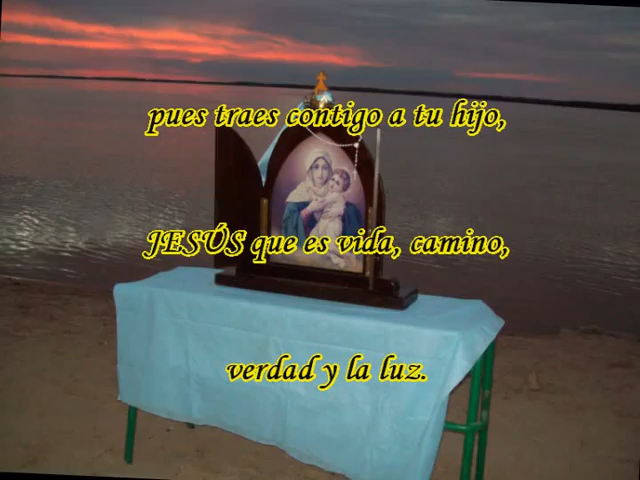 pues traes contigo a tu hijo,
JESÚS que es vida, camino,
verdad y la luz.